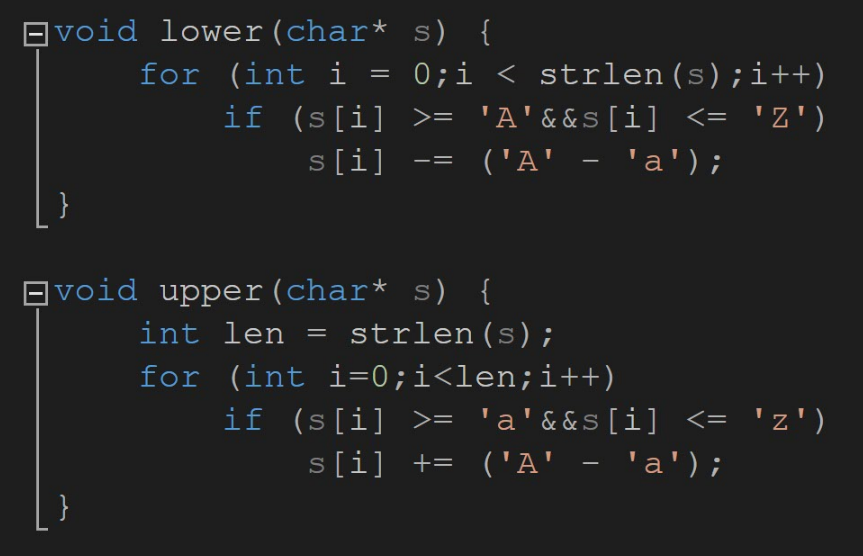 void lower(char* s) {
    for (int i = 0;i < strlen(s);i++)
        if (s[i] >= 'A'&&s[i] <= 'Z')
            s[i] -= ('A' - 'a');
}
void upper(char* s) {
    int len = strlen(s);
    for (int i=0;i<len;i++)
        if (s[i] >= 'a'&&s[i] <= 'z')
            s[i] += ('A' - 'a');
}